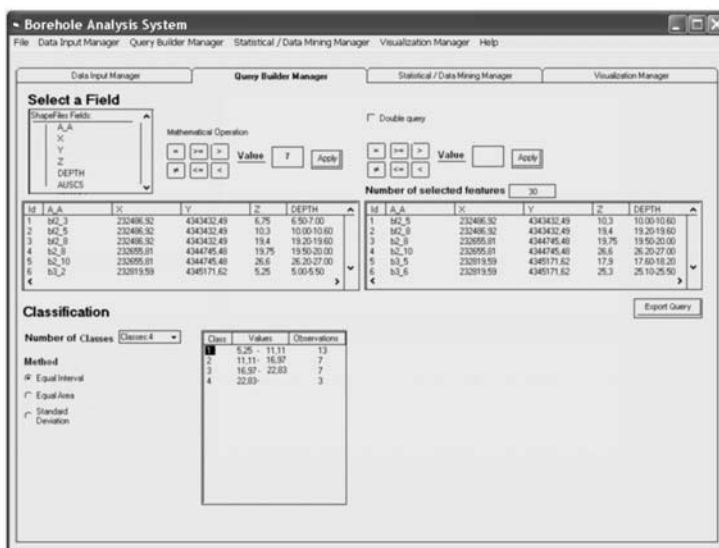 Borehole Analysis System
File Data Input Manager Query Builder Manager Statistical / Data Mining Manager Visualization Manager Help
Data Input Manager Query Builder Manager Statistical / Data Mining Manager Visualization Manager
Select a Field
ShapeFiles Fields:
A_A
X
Y
Z
DEPTH
AUSCS
Mathematical Operation
= >= >
≠ <= <
Value 7 Apply
Double query
= >= >
≠ <= <
Value Apply
Number of selected features 30
Id A_A X Y Z DEPTH
1 bl2_3 232486,92 4343432,49 6,75 6.50-7.00
2 bl2_5 232486,92 4343432,49 10,3 10.00-10.60
3 bl2_8 232486,92 4343432,49 19,4 19.20-19.60
4 b2_8 232655,81 4344745,48 19,75 19.50-20.00
5 b2_10 232655,81 4344745,48 26,6 26.20-27.00
6 b3_2 232819,59 4345171,62 5,25 5.00-5.50
Id A_A X Y Z DEPTH
1 bl2_5 232486,92 4343432,49 10,3 10.00-10.60
2 bl2_8 232486,92 4343432,49 19,4 19.20-19.60
3 b2_8 232655,81 4344745,48 19,75 19.50-20.00
4 b2_10 232655,81 4344745,48 26,6 26.20-27.00
5 b3_5 232819,59 4345171,62 17,9 17.60-18.20
6 b3_6 232819,59 4345171,62 25,3 25.10-25.50
Export Query
Classification
Number of Classes Classes:4
Method
Equal Interval
Equal Area
Standard
Deviation
Class Values Observations
1 5,25 - 11,11 13
2 11,11- 16,97 7
3 16,97- 22,83 7
4 22,83- 3